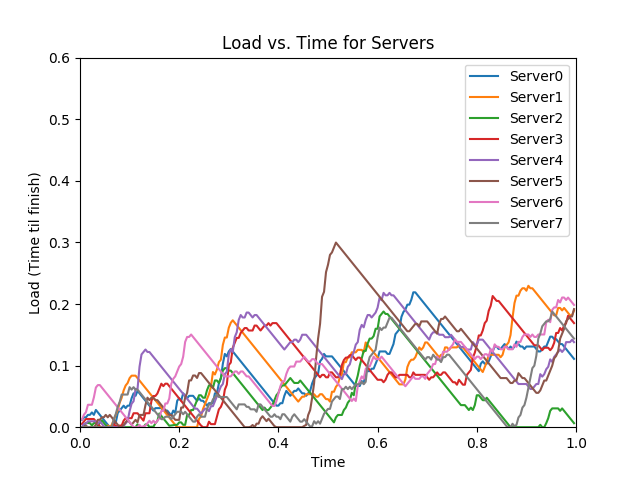 Load vs. Time for Servers
0.6
0.5
0.4
0.3
0.2
0.1
0.0
Load (Time til finish)
Server0
Server1
Server2
Server3
Server4
Server5
Server6
Server7
0.0 0.2 0.4 0.6 0.8 1.0
Time